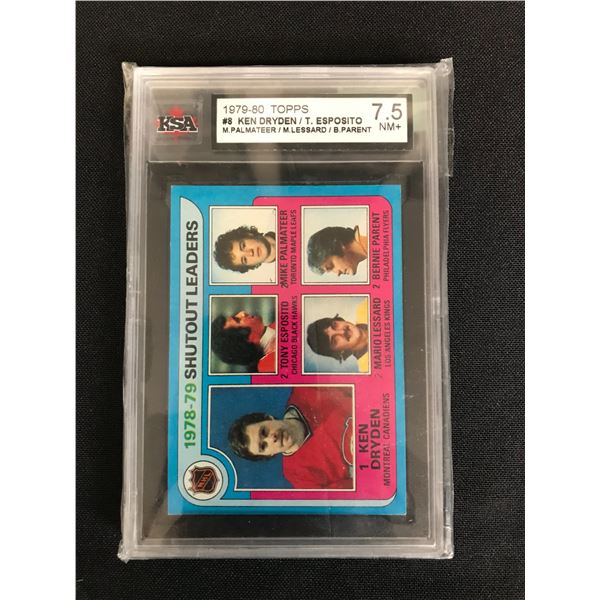 KSA
1979-80 TOPPS
#8 KEN DRYDEN / T. ESPOSITO
M.PALMATEER / M.LESSARD / B.PARENT
7.5
NM+
1978-79 SHUTOUT LEADERS
NHL
1 KEN
DRYDEN
MONTREAL CANADIENS
2 TONY ESPOSITO
CHICAGO BLACK HAWKS
2 MIKE PALMATEER
TORONTO MAPLE LEAFS
2 MARIO LESSARD
LOS ANGELES KINGS
2 BERNIE PARENT
PHILADELPHIA FLYERS